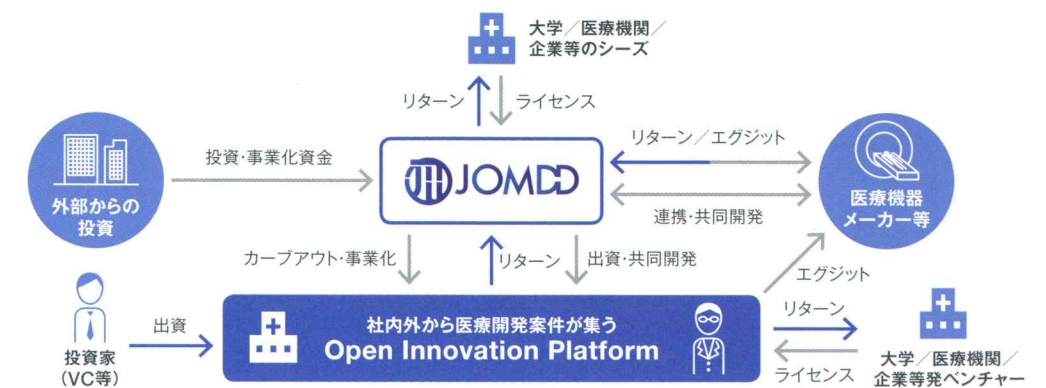 大学／医療機関／
企業等のシーズ
リターン
ライセンス
外部からの
投資
投資・事業化資金
JOMDD
リターン／エグジット
連携・共同開発
医療機器
メーカー等
カーブアウト・事業化
リターン
出資・共同開発
エグジット
投資家
（VC等）
出資
社内外から医療開発案件が集う
Open Innovation Platform
リターン
ライセンス
大学／医療機関／
企業等発ベンチャー